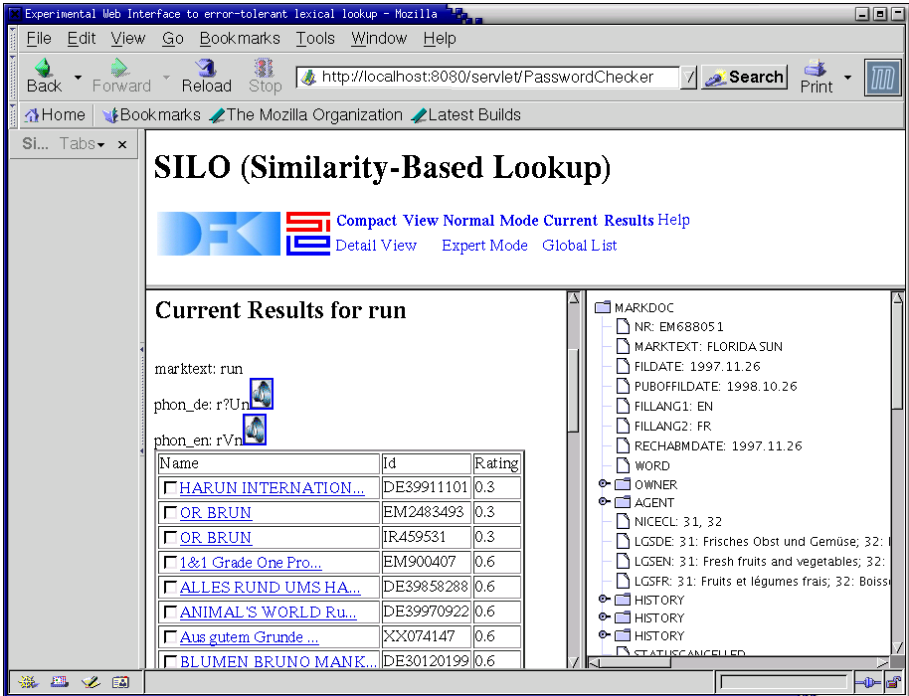 Experimental Web Interface to error-tolerant lexical lookup - Mozilla
File Edit View Go Bookmarks Tools Window Help
Back Forward Reload Stop http://localhost:8080/servlet/PasswordChecker Search Print
Home Bookmarks The Mozilla Organization Latest Builds
Si... Tabs
SILO (Similarity-Based Lookup)
DFK
Compact View Normal Mode Current Results Help
Detail View Expert Mode Global List
Current Results for run
marktext: run
phon_de: r?Un
phon_en: rVn
Name Id Rating
HARUN INTERNATION... DE39911101 0.3
OR BRUN EM2483493 0.3
OR BRUN IR459531 0.3
1&1 Grade One Pro... EM900407 0.6
ALLES RUND UMS HA... DE39858288 0.6
ANIMAL'S WORLD Ru... DE39970922 0.6
Aus gutem Grunde ... XX074147 0.6
BLUMEN BRUNO MANK... DE30120199 0.6
MARKDOC
NR: EM688051
MARKTEXT: FLORIDA SUN
FILDATE: 1997.11.26
PUBOFFILDATE: 1998.10.26
FILLANG1: EN
FILLANG2: FR
RECHABMDATE: 1997.11.26
WORD
OWNER
AGENT
NICECL: 31, 32
LGSDE: 31: Frisches Obst und Gemüse; 32:
LGSEN: 31: Fresh fruits and vegetables; 32:
LGSFR: 31: Fruits et légumes frais; 32: Boiss
HISTORY
HISTORY
HISTORY
STATUSCANCELLED